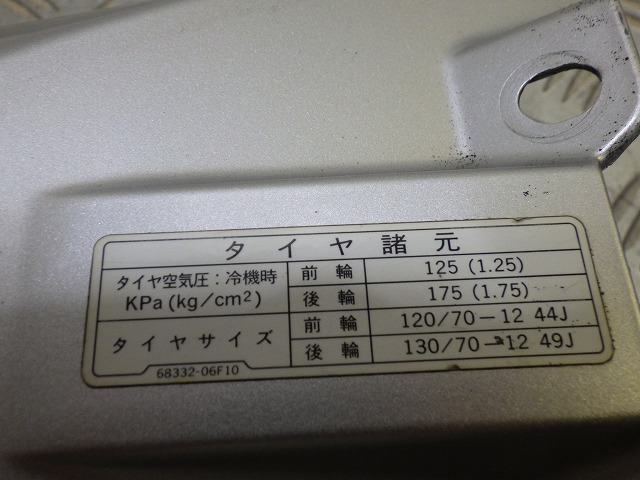 タイヤ諸元
タイヤ空気圧：冷機時 前輪 125 (1.25)
KPa (kg/cm²) 後輪 175 (1.75)
タイヤサイズ 前輪 120/70-12 44J
後輪 130/70-12 49J
68332-06F10